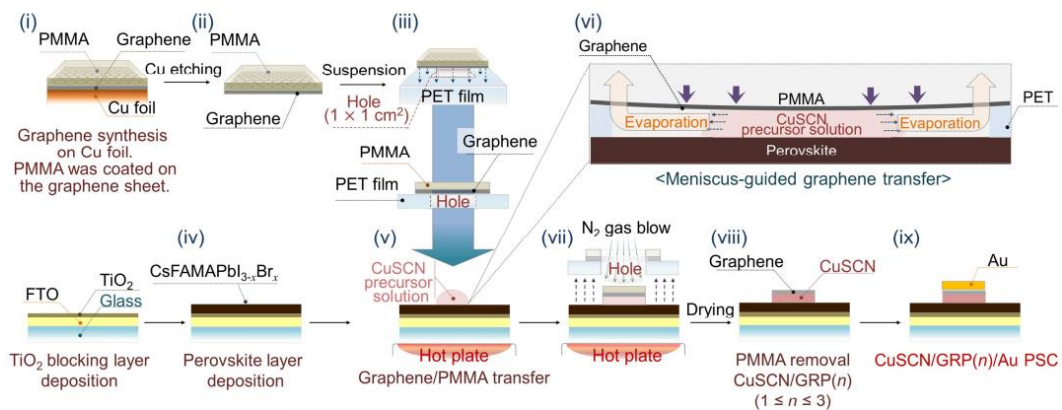 (i)
PMMA
Graphene
Cu foil
Graphene synthesis
on Cu foil.
PMMA was coated on
the graphene sheet.
Cu etching
(ii)
PMMA
Graphene
Suspension
Hole
(1 × 1 cm²)
(iii)
PET film
Graphene
PMMA
PET film
Hole
(vi)
Graphene
PMMA
PET
Evaporation
CuSCN
precursor solution
Evaporation
Perovskite
<Meniscus-guided graphene transfer>
TiO₂
FTO
Glass
TiO₂ blocking layer
deposition
(iv)
CsFAMAPbI₃₋ₓBrₓ
Perovskite layer
deposition
(v)
CuSCN
precursor
solution
Hot plate
Graphene/PMMA transfer
(vii)
N₂ gas blow
Hole
Hot plate
Drying
(viii)
Graphene
CuSCN
PMMA removal
CuSCN/GRP(n)
(1 ≤ n ≤ 3)
(ix)
Au
CuSCN/GRP(n)/Au PSC